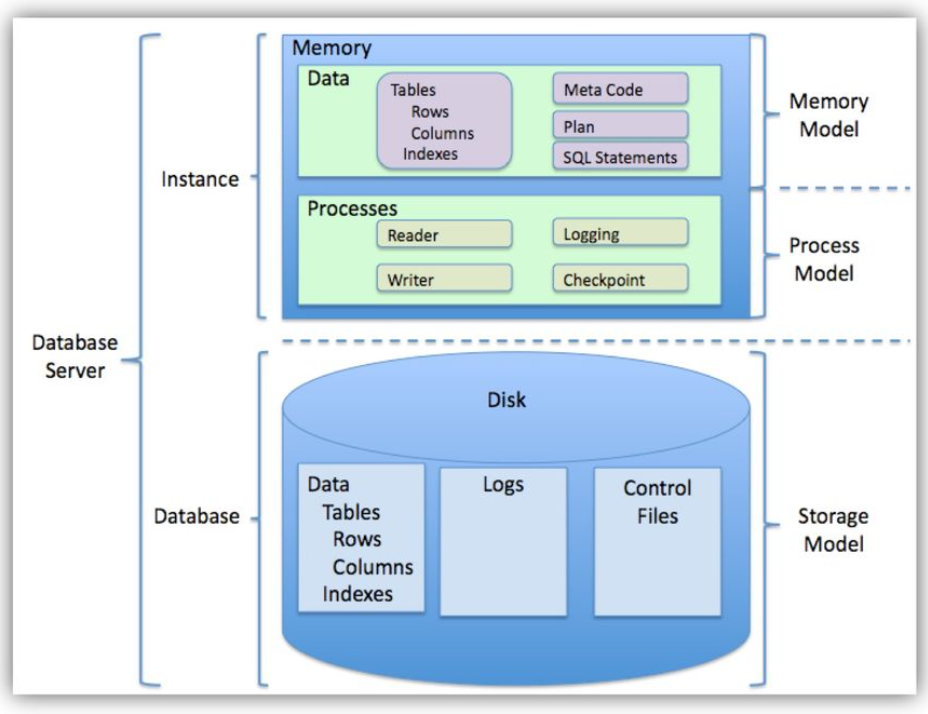 Memory
Data
Tables
Rows
Columns
Indexes
Meta Code
Plan
SQL Statements
Memory
Model
Instance
Processes
Reader
Writer
Logging
Checkpoint
Process
Model
Database
Server
Disk
Data
Tables
Rows
Columns
Indexes
Logs
Control
Files
Database
Storage
Model